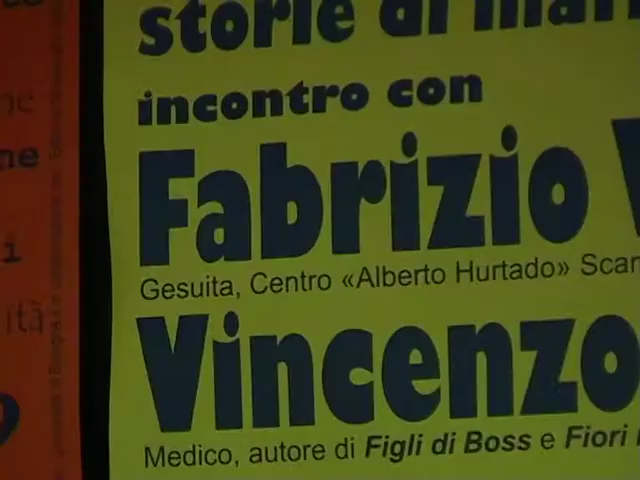 storie di
incontro con
Fabrizio
Gesuita, Centro «Alberto Hurtado»
Vincenzo
Medico, autore di Figli di Boss e Fiori